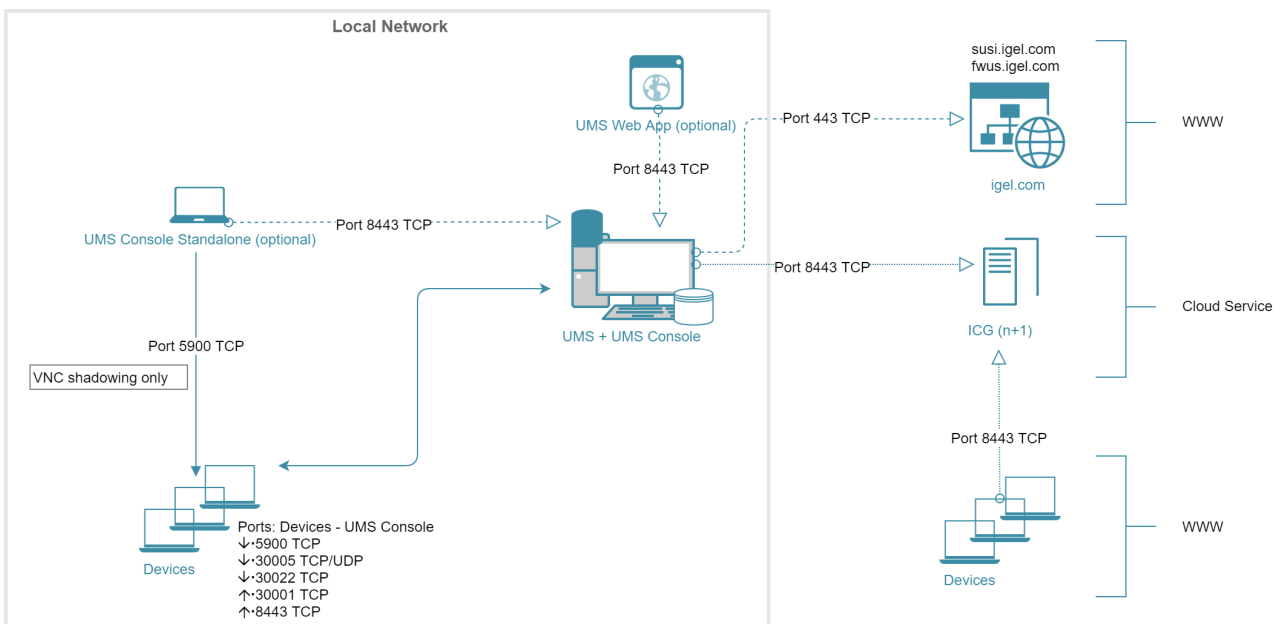 Local Network
susi.igel.com
fwus.igel.com
UMS Web App (optional)
Port 443 TCP
WWW
Port 8443 TCP
igel.com
Port 8443 TCP
UMS Console Standalone (optional)
Port 8443 TCP
Cloud Service
UMS + UMS Console
ICG (n+1)
Port 5900 TCP
VNC shadowing only
Port 8443 TCP
Ports: Devices - UMS Console
↓·5900 TCP
↓·30005 TCP/UDP
↓·30022 TCP
↑·30001 TCP
↑·8443 TCP
Devices
WWW
Devices